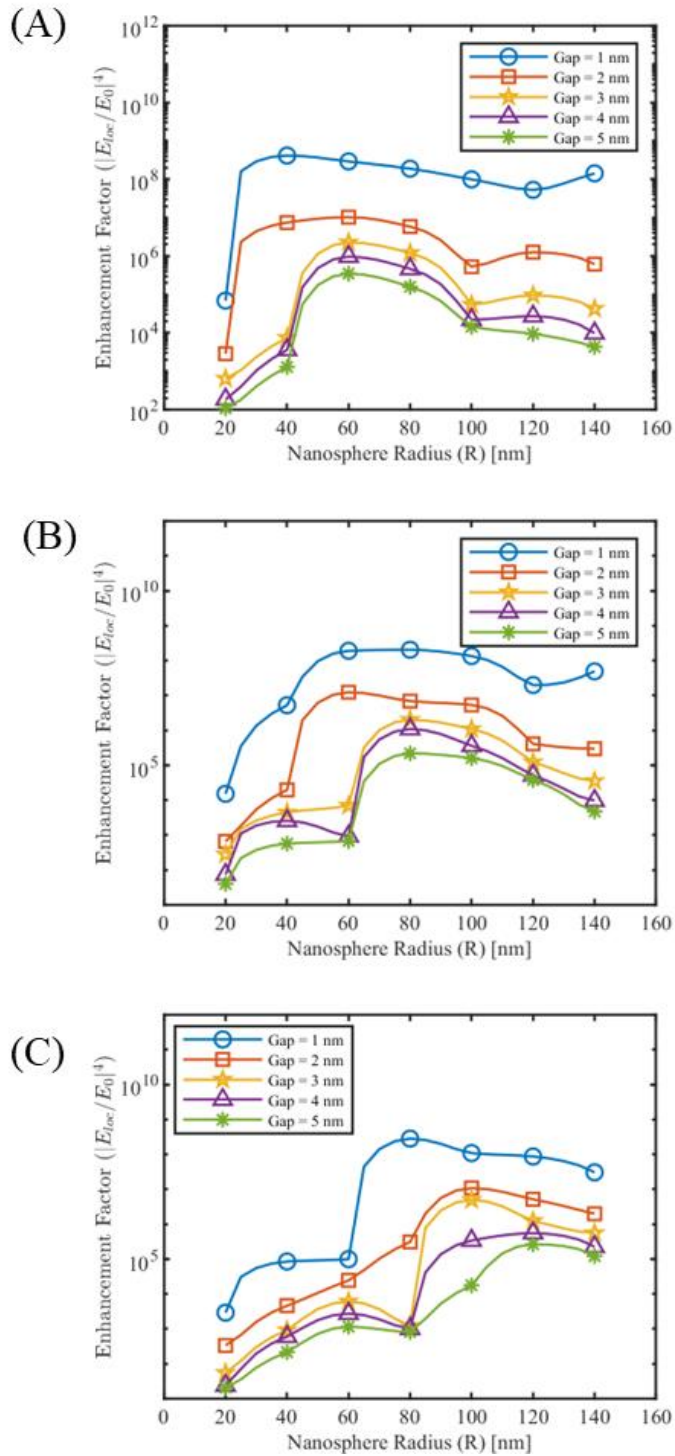 (A)
10^12
10^10
10^8
10^6
10^4
10^2
Enhancement Factor (|E_loc/E_0|^4)
Gap = 1 nm
Gap = 2 nm
Gap = 3 nm
Gap = 4 nm
Gap = 5 nm
0 20 40 60 80 100 120 140 160
Nanosphere Radius (R) [nm]
(B)
10^10
10^5
Enhancement Factor (|E_loc/E_0|^4)
Gap = 1 nm
Gap = 2 nm
Gap = 3 nm
Gap = 4 nm
Gap = 5 nm
0 20 40 60 80 100 120 140 160
Nanosphere Radius (R) [nm]
(C)
10^10
10^5
Enhancement Factor (|E_loc/E_0|^4)
Gap = 1 nm
Gap = 2 nm
Gap = 3 nm
Gap = 4 nm
Gap = 5 nm
0 20 40 60 80 100 120 140 160
Nanosphere Radius (R) [nm]